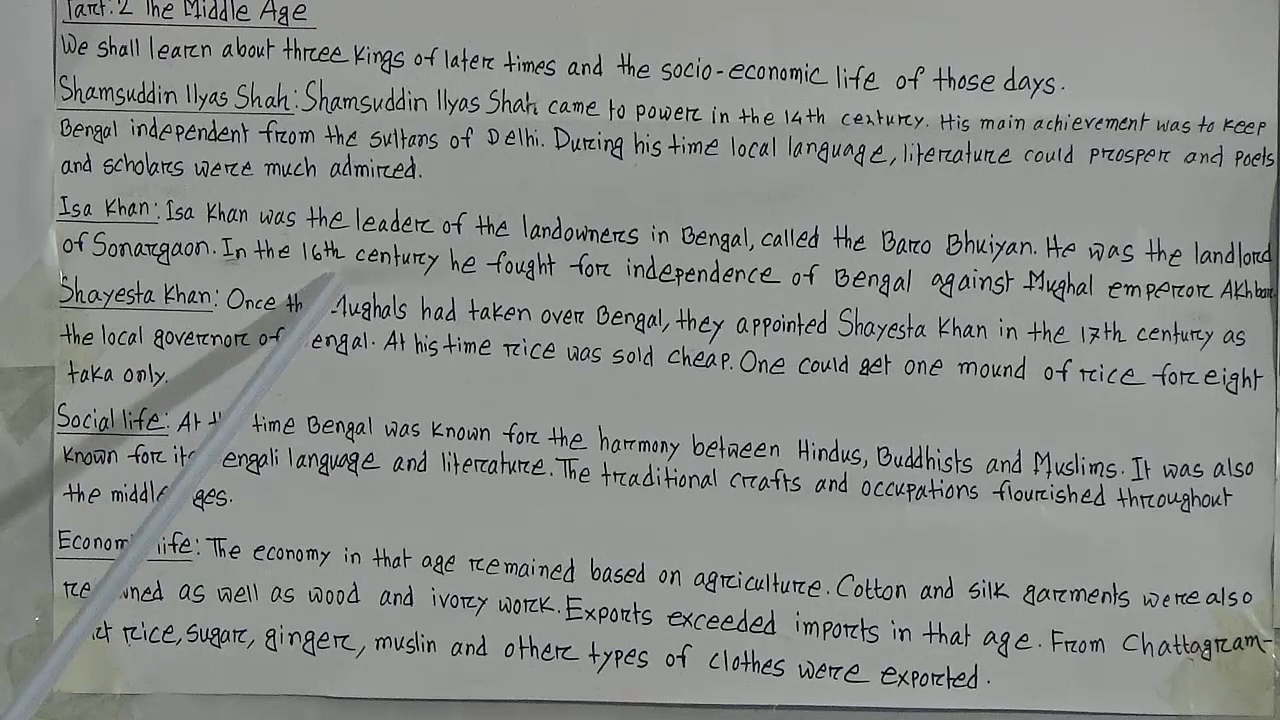 Part: 2 The Middle Age
We shall learn about three kings of later times and the socio-economic life of those days.
Shamsuddin Ilyas Shah: Shamsuddin Ilyas Shah came to power in the 14th century. His main achievement was to keep
Bengal independent from the sultans of Delhi. During his time local language, literature could prosper and poets
and scholars were much admired.
Isa Khan: Isa Khan was the leader of the landowners in Bengal, called the Baro Bhuiyan. He was the landlord
of Sonargaon. In the 16th century he fought for independence of Bengal against Mughal emperor Akhbar.
Shayesta Khan: Once the Mughals had taken over Bengal, they appointed Shayesta Khan in the 17th century as
the local governor of Bengal. At his time rice was sold cheap. One could get one mound of rice for eight
taka only.
Social life: At time Bengal was known for the harmony between Hindus, Buddhists and Muslims. It was also
known for its Bengali language and literature. The traditional crafts and occupations flourished throughout
the middle ages.
Economic life: The economy in that age remained based on agriculture. Cotton and silk garments were also
renowned as well as wood and ivory work. Exports exceeded imports in that age. From Chattagram-
rice, sugar, ginger, muslin and other types of clothes were exported.